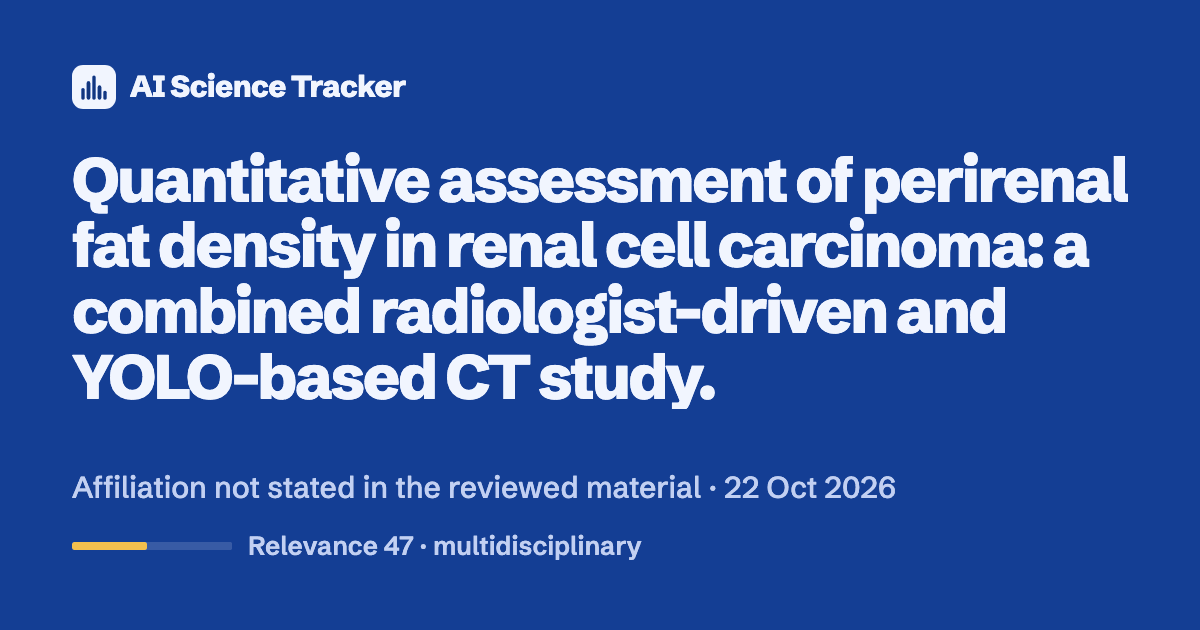 AI Science Tracker
Quantitative assessment of perirenal
fat density in renal cell carcinoma: a
combined radiologist-driven and
YOLO-based CT study.
Affiliation not stated in the reviewed material · 22 Oct 2026
Relevance 47 · multidisciplinary